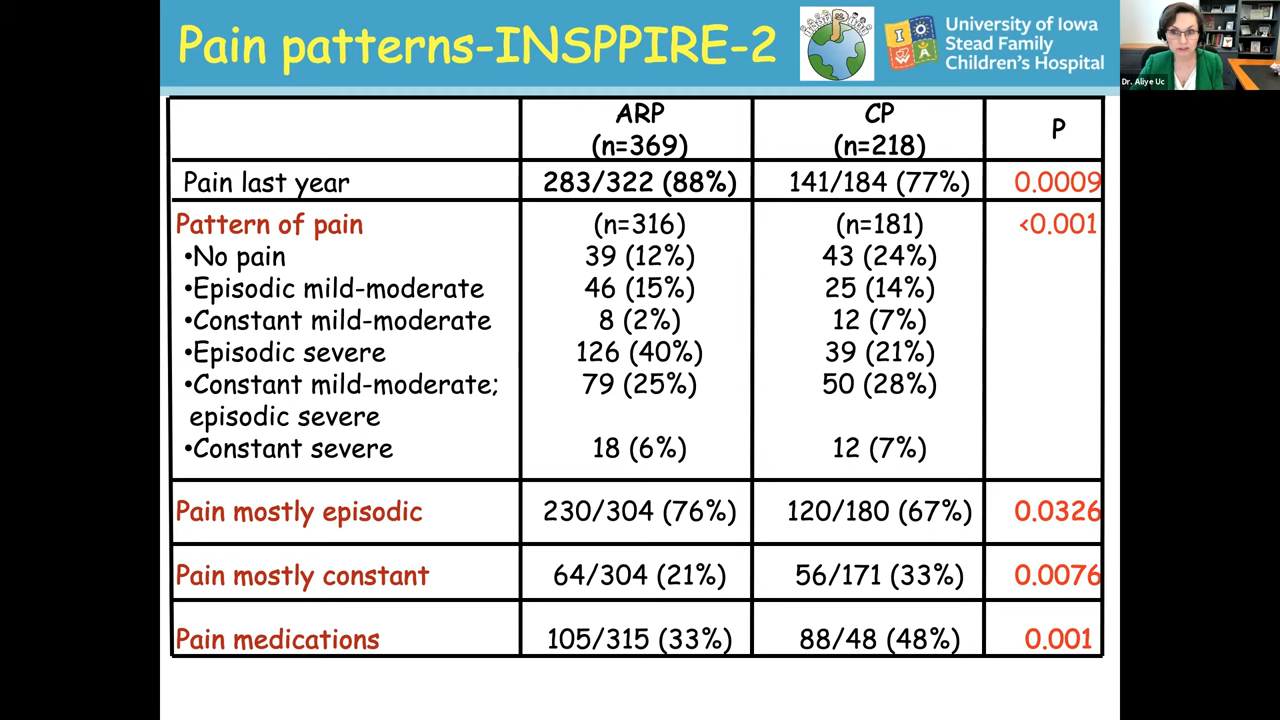 Pain patterns-INSPPIRE-2
University of Iowa
Stead Family
Children's Hospital
Dr. Aliye Uc
ARP
(n=369)
CP
(n=218)
P
Pain last year 283/322 (88%) 141/184 (77%) 0.0009
Pattern of pain (n=316) (n=181) <0.001
•No pain 39 (12%) 43 (24%)
•Episodic mild-moderate 46 (15%) 25 (14%)
•Constant mild-moderate 8 (2%) 12 (7%)
•Episodic severe 126 (40%) 39 (21%)
•Constant mild-moderate; 79 (25%) 50 (28%)
episodic severe
•Constant severe 18 (6%) 12 (7%)
Pain mostly episodic 230/304 (76%) 120/180 (67%) 0.0326
Pain mostly constant 64/304 (21%) 56/171 (33%) 0.0076
Pain medications 105/315 (33%) 88/48 (48%) 0.001